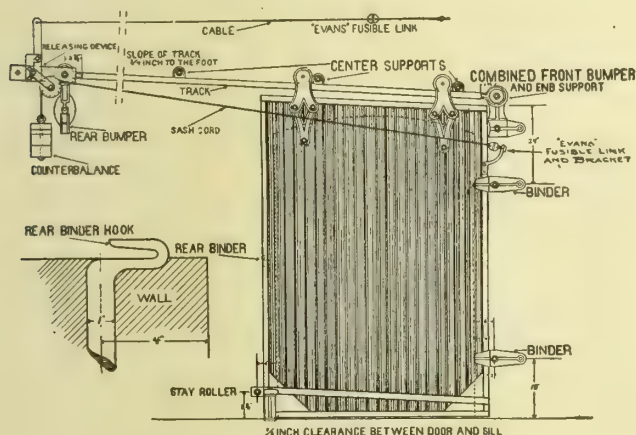 CABLE
"EVANS" FUSIBLE LINK
RELEASING DEVICE
SLOPE OF TRACK
¾ INCH TO THE FOOT
CENTER SUPPORTS
COMBINED FRONT BUMPER
AND END SUPPORT
TRACK
REAR BUMPER
SASH CORD
"EVANS"
FUSIBLE LINK
AND BRACKET
COUNTERBALANCE
BINDER
REAR BINDER HOOK
REAR BINDER
WALL
1"
4"
BINDER
STAY ROLLER
INCH CLEARANCE BETWEEN DOOR AND SILL